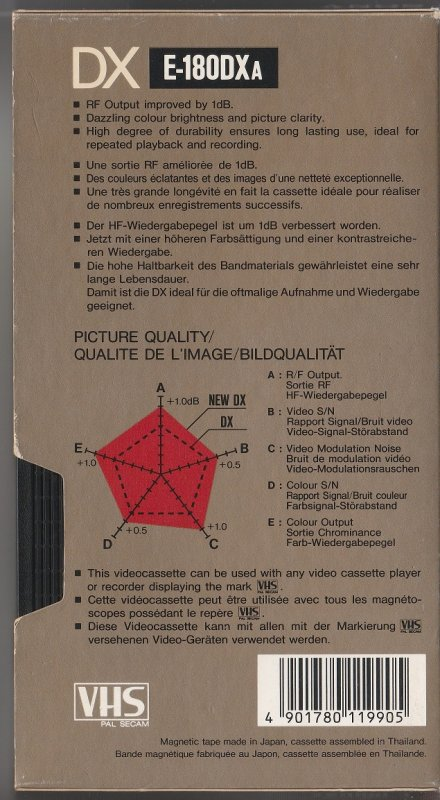 DX E-180DXA
■ RF Output improved by 1dB.
■ Dazzling colour brightness and picture clarity.
■ High degree of durability ensures long lasting use, ideal for
repeated playback and recording.
■ Une sortie RF améliorée de 1dB.
■ Des couleurs éclatantes et des images d'une netteté exceptionnelle.
■ Une très grande longévité en fait la cassette idéale pour réaliser
de nombreux enregistrements successifs.
■ Der HF-Wiedergabepegel ist um 1dB verbessert worden.
■ Jetzt mit einer höheren Farbsättigung und einer kontrastreiche-
ren Wiedergabe.
■ Die hohe Haltbarkeit des Bandmaterials gewährleistet eine sehr
lange Lebensdauer.
Damit ist die DX ideal für die oftmalige Aufnahme und Wiedergabe
geeignet.
PICTURE QUALITY/
QUALITE DE L'IMAGE/BILDQUALITÄT
A
+1.0dB
NEW DX
DX
B
+0.5
C
+1.0
D
+0.5
E
+1.0
A : R/F Output.
Sortie RF
HF-Wiedergabepegel
B : Video S/N
Rapport Signal/Bruit video
Video-Signal-Störabstand
C : Video Modulation Noise
Bruit de modulation vidéo
Video-Modulationsrauschen
D : Colour S/N
Rapport Signal/Bruit couleur
Farbsignal-Störabstand
E : Colour Output
Sortie Chrominance
Farb-Wiedergabepegel
■ This videocassette can be used with any video cassette player
or recorder displaying the mark VHS PAL SECAM .
■ Cette vidéocassette peut être utilisée avec tous les magnéto-
scopes possédant le repère VHS PAL SECAM .
■ Diese Videocassette kann mit allen mit der Markierung VHS PAL SECAM
versehenen Video-Geräten verwendet werden.
VHS
PAL SECAM
4 901780 119905
Magnetic tape made in Japan, cassette assembled in Thailand.
Bande magnétique fabriquée au Japon, cassette assemblée en Thaïlande.